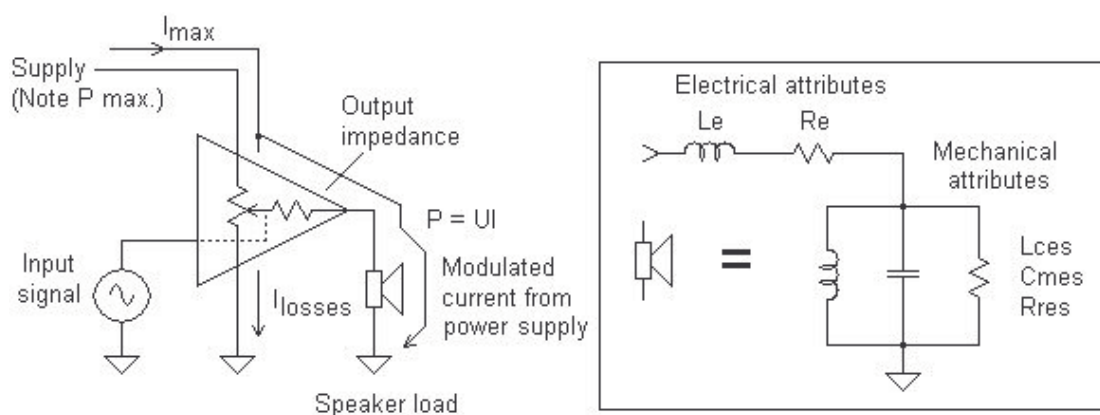 Imax
Supply
(Note P max.)
Output
impedance
P = UI
Input
signal
Ilosses
Modulated
current from
power supply
Speaker load
Electrical attributes
Le
Re
Mechanical
attributes
Lces
Cmes
Rres